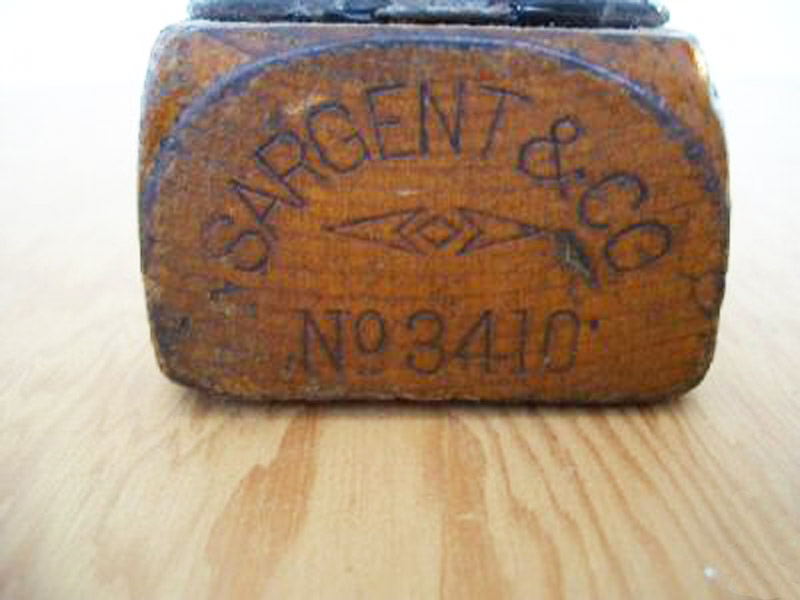 SARGENT & CO
No 3410